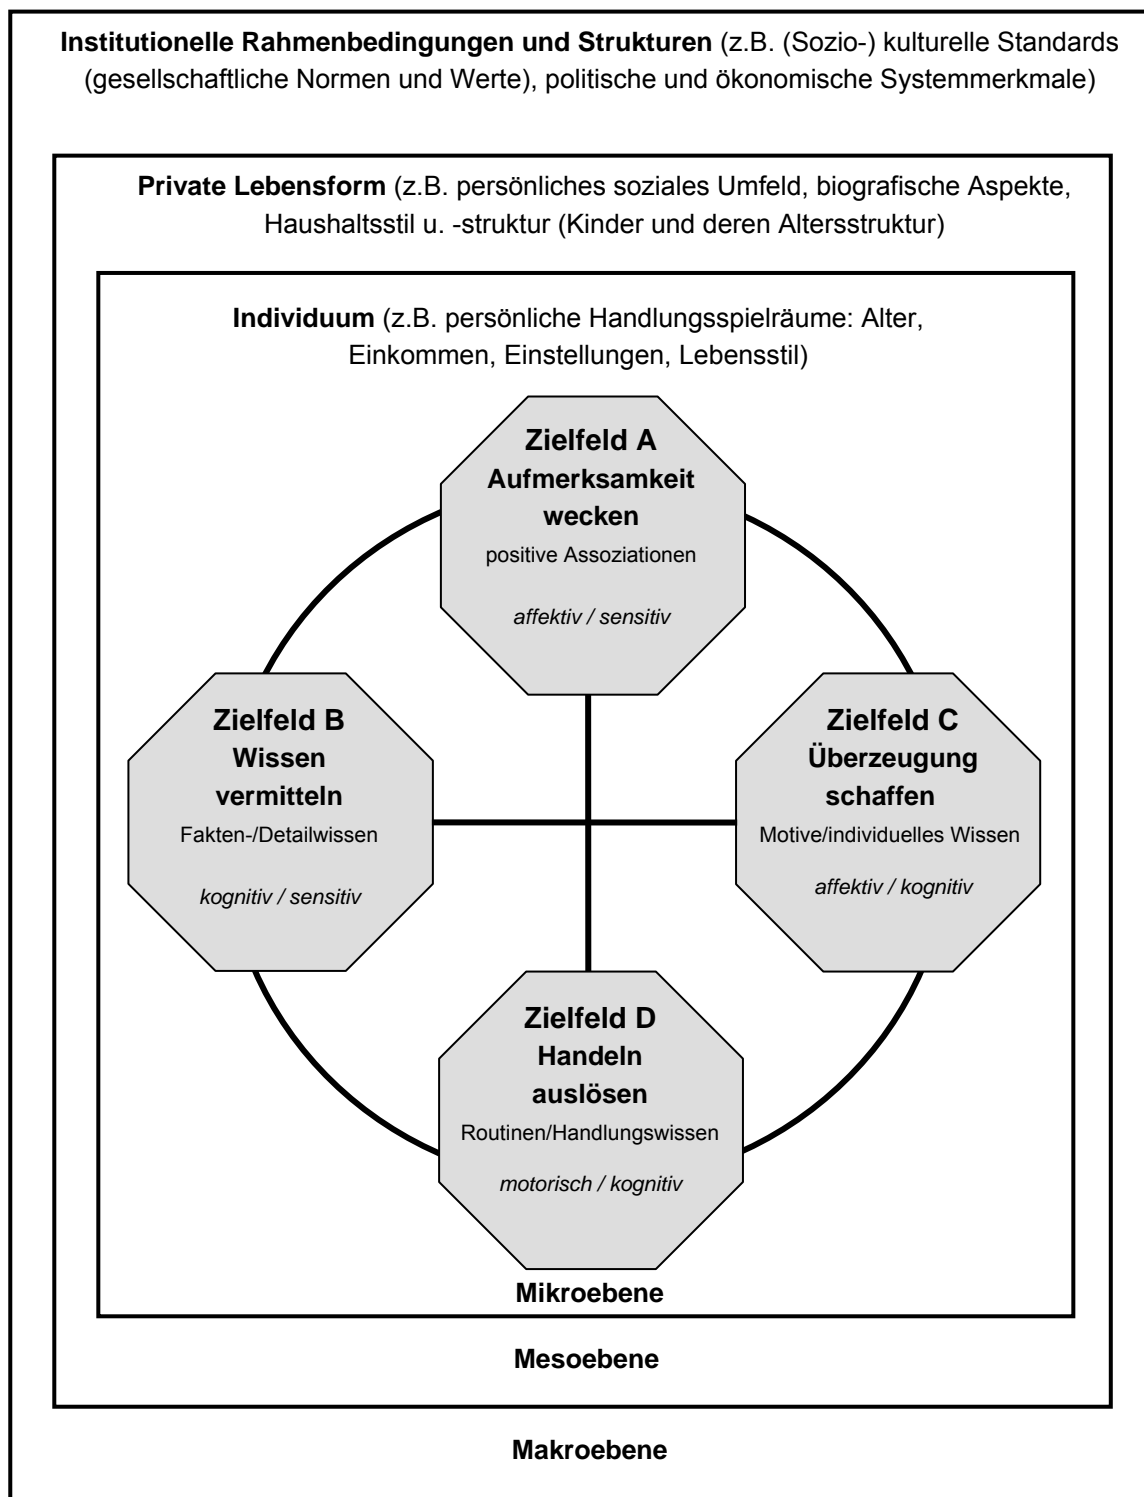 Institutionelle Rahmenbedingungen und Strukturen (z.B. (Sozio-) kulturelle Standards
(gesellschaftliche Normen und Werte), politische und ökonomische Systemmerkmale)
Private Lebensform (z.B. persönliches soziales Umfeld, biografische Aspekte,
Haushaltsstil u. -struktur (Kinder und deren Altersstruktur)
Individuum (z.B. persönliche Handlungsspielräume: Alter,
Einkommen, Einstellungen, Lebensstil)
Zielfeld A
Aufmerksamkeit
wecken
positive Assoziationen
affektiv / sensitiv
Zielfeld B
Wissen
vermitteln
Fakten-/Detailwissen
kognitiv / sensitiv
Zielfeld C
Überzeugung
schaffen
Motive/individuelles Wissen
affektiv / kognitiv
Zielfeld D
Handeln
auslösen
Routinen/Handlungswissen
motorisch / kognitiv
Mikroebene
Mesoebene
Makroebene